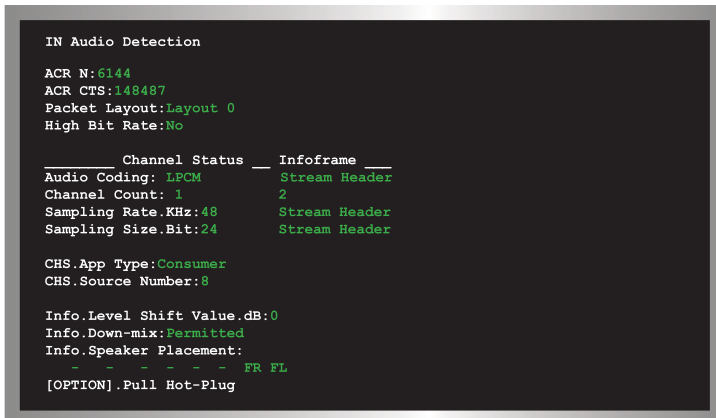 IN Audio Detection
ACR N:6144
ACR CTS:148487
Packet Layout:Layout 0
High Bit Rate:No
________ Channel Status __ Infoframe ___
Audio Coding: LPCM Stream Header
Channel Count: 1 2
Sampling Rate.KHz:48 Stream Header
Sampling Size.Bit:24 Stream Header
CHS.App Type:Consumer
CHS.Source Number:8
Info.Level Shift Value.dB:0
Info.Down-mix:Permitted
Info.Speaker Placement:
- - - - - - FR FL
[OPTION].Pull Hot-Plug